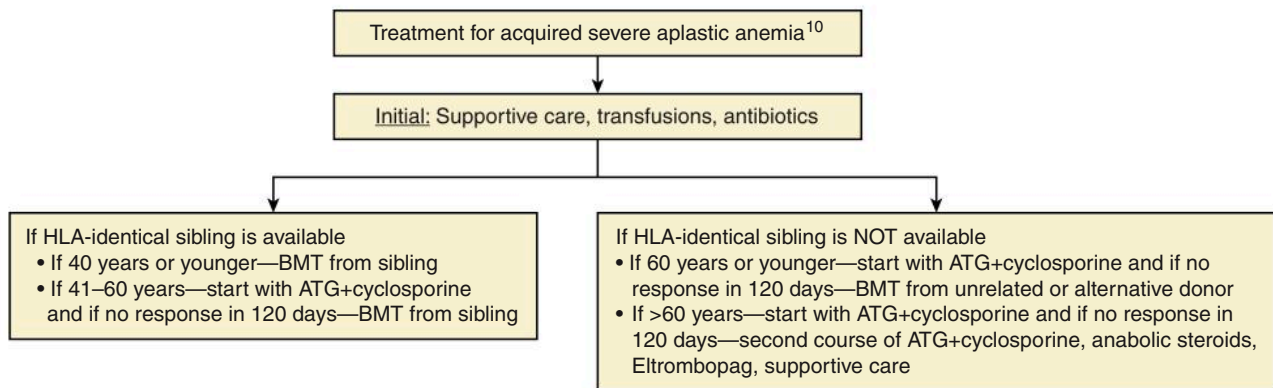 Treatment for acquired severe aplastic anemia10
Initial: Supportive care, transfusions, antibiotics
If HLA-identical sibling is available
• If 40 years or younger—BMT from sibling
• If 41–60 years—start with ATG+cyclosporine
and if no response in 120 days—BMT from sibling
If HLA-identical sibling is NOT available
• If 60 years or younger—start with ATG+cyclosporine and if no
response in 120 days—BMT from unrelated or alternative donor
• If >60 years—start with ATG+cyclosporine and if no response in
120 days—second course of ATG+cyclosporine, anabolic steroids,
Eltrombopag, supportive care